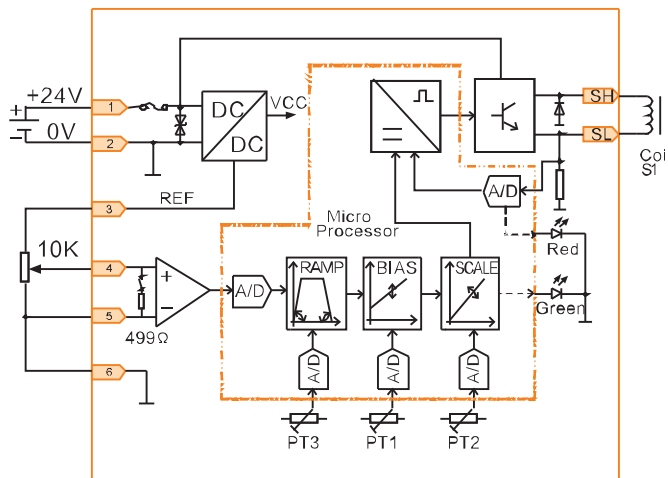 +24V
1
DC
DC
VCC
0V
2
SH
SL
Coi
S1
REF
3
A/D
Micro
Processor
Red
10K
4
RAMP
BIAS
SCALE
A/D
Green
5
499Ω
6
A/D
A/D
A/D
PT3
PT1
PT2